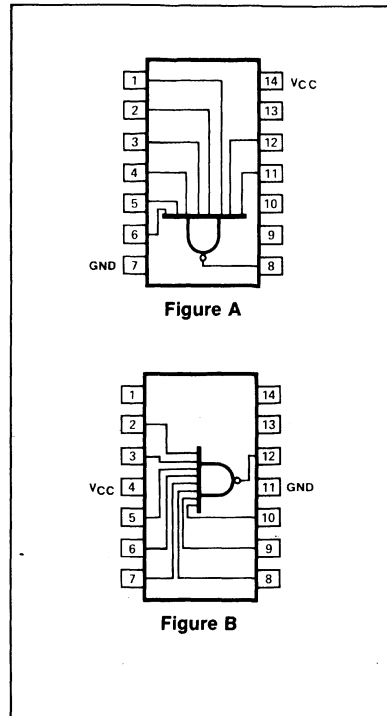 1 14 VCC
2 13
3 12
4 11
5 10
6 9
GND 7 8
Figure A
1 14
2 13
3 12
VCC 4 11 GND
5 10
6 9
7 8
Figure B